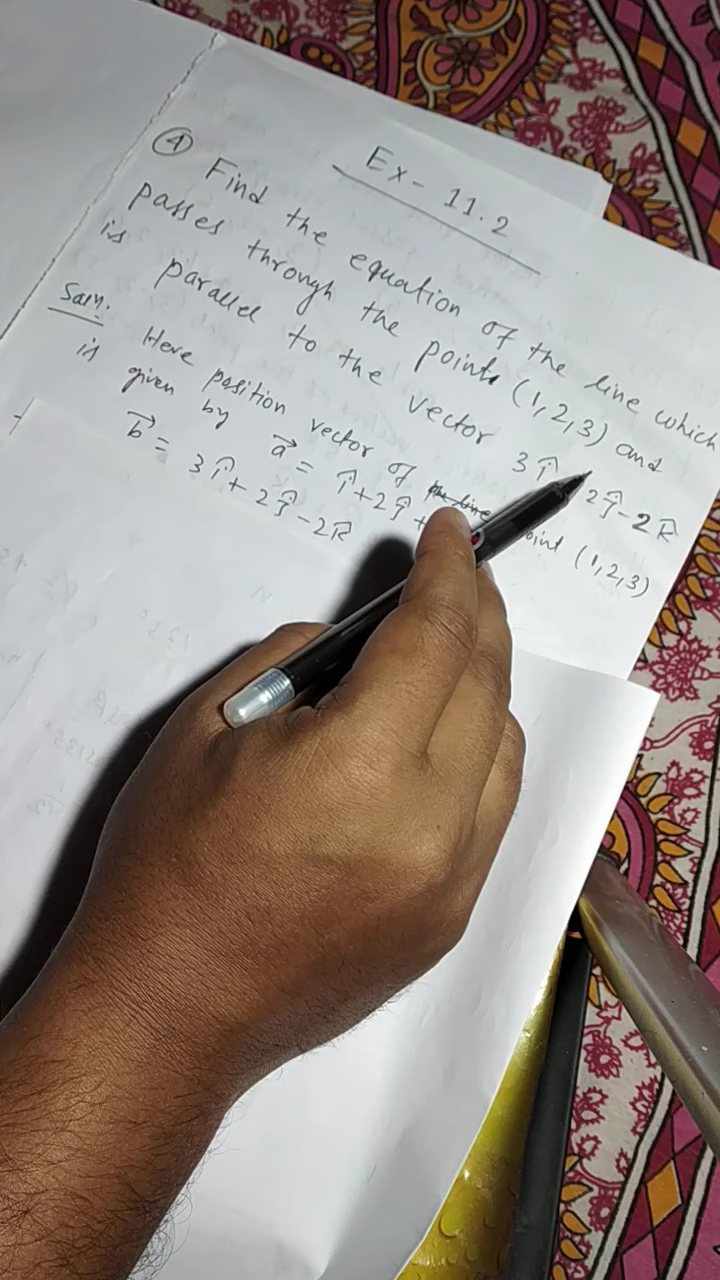 Ex- 11.2
④ Find the equation of the line which
passes through the point (1,2,3) and
is parallel to the vector 3î 2ĵ-2k̂
Soln. Here position vector of point (1,2,3)
is given by a⃗ = î+2ĵ+
b⃗ = 3î+2ĵ-2k̂